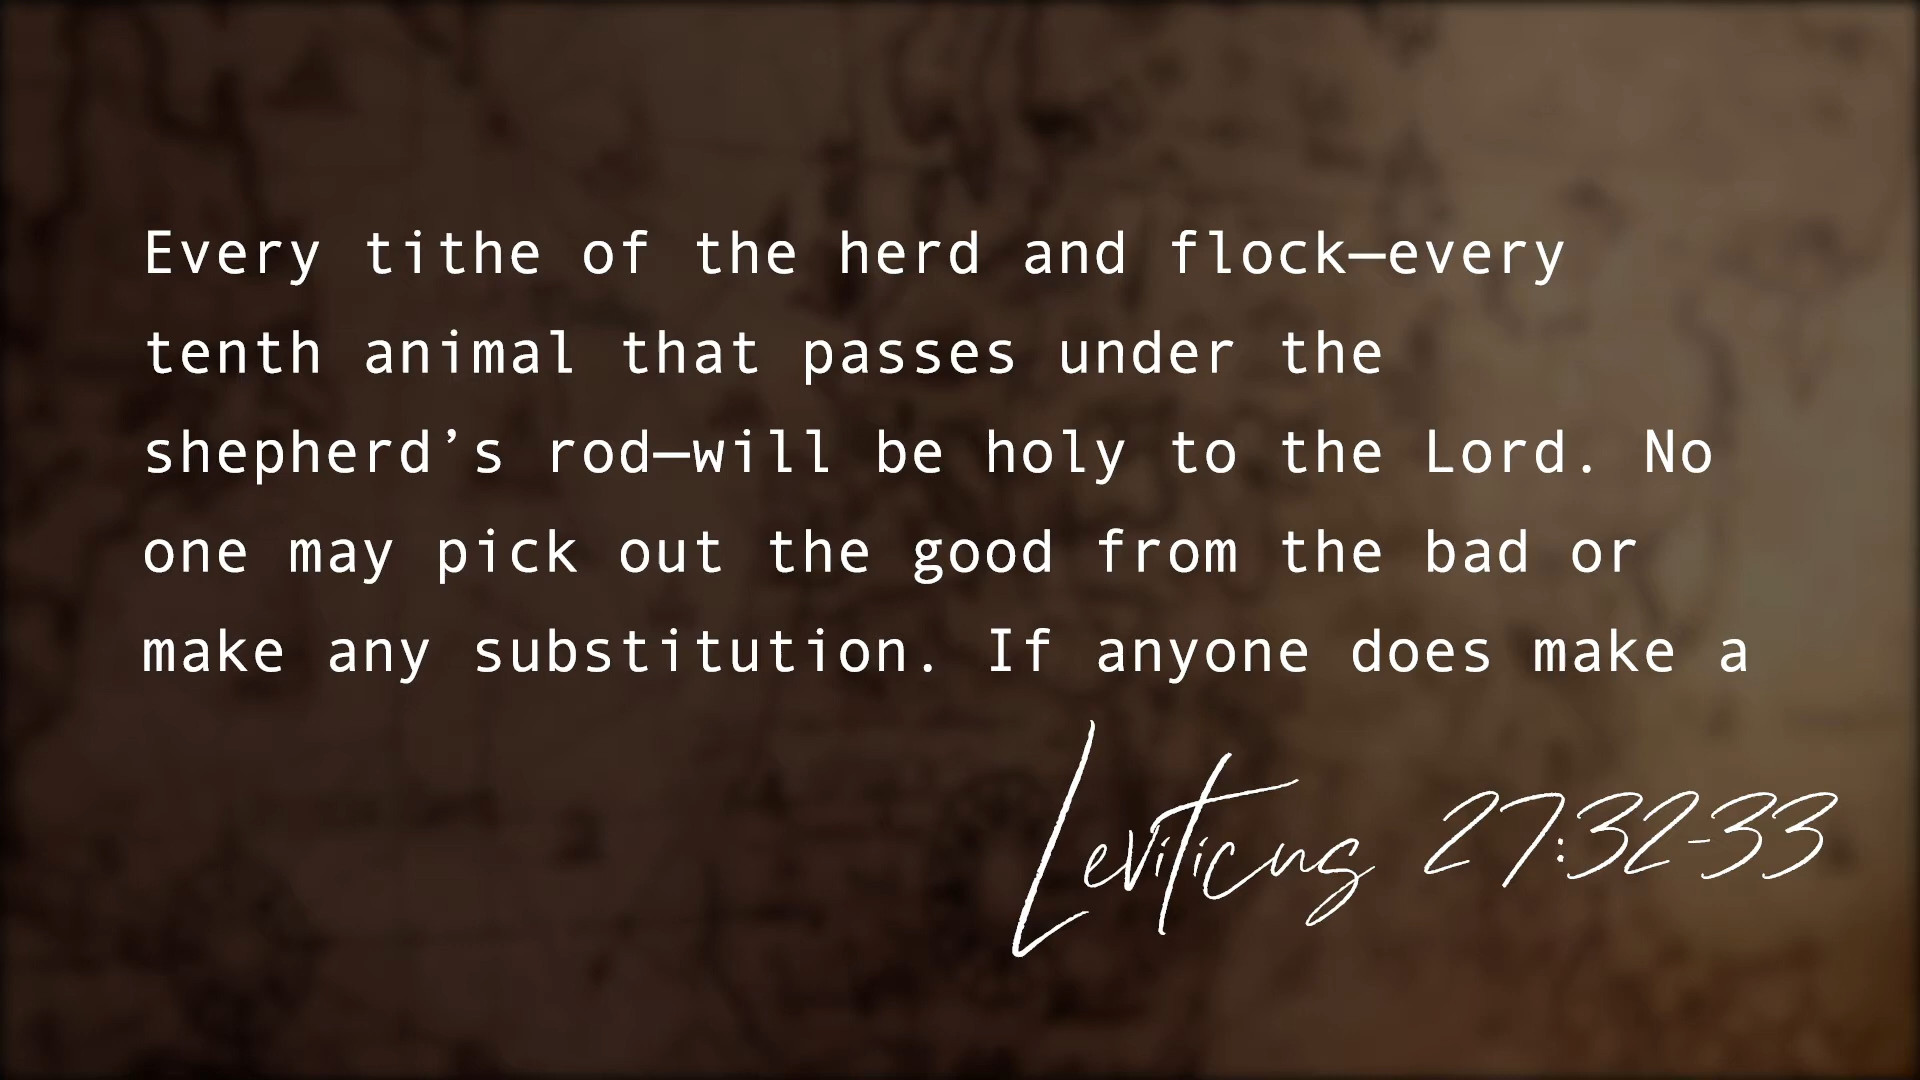 Every tithe of the herd and flock—every
tenth animal that passes under the
shepherd’s rod—will be holy to the Lord. No
one may pick out the good from the bad or
make any substitution. If anyone does make a
Leviticus 27:32-33